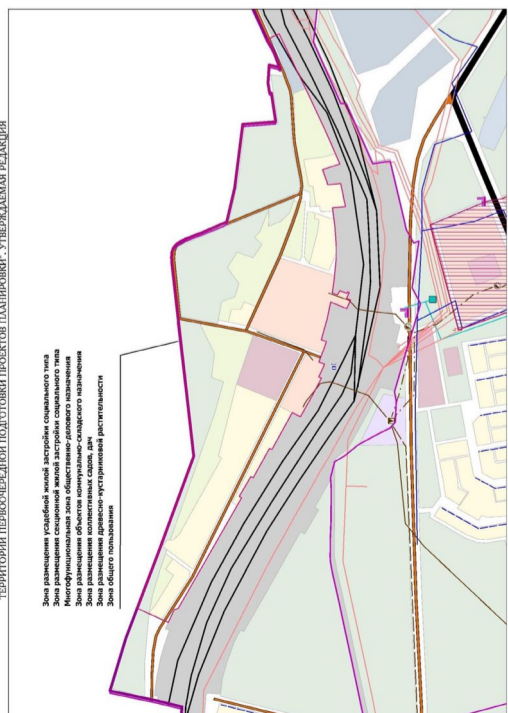 ТЕРРИТОРИИ ПЕРВООЧЕРЕДНОЙ ПОДГОТОВКИ ПРОЕКТОВ ПЛАНИРОВКИ". УТВЕРЖДАЕМАЯ РЕДАКЦИЯ
Зона размещения усадебной жилой застройки социального типа
Зона размещения секционной жилой застройки социального типа
Многофункциональная зона общественно-делового назначения
Зона размещения объектов коммунально-складского назначения
Зона размещения коллективных садов, дач
Зона размещения древесно-кустарниковой растительности
Зона общего пользования